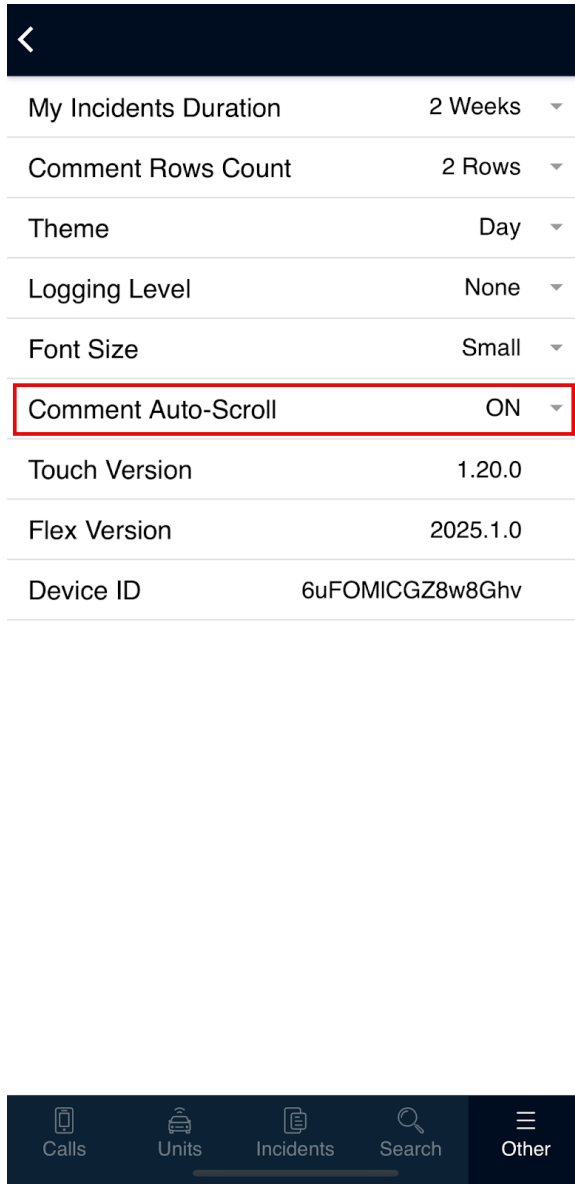 My Incidents Duration 2 Weeks
Comment Rows Count 2 Rows
Theme Day
Logging Level None
Font Size Small
Comment Auto-Scroll ON
Touch Version 1.20.0
Flex Version 2025.1.0
Device ID 6uFOMlCGZ8w8Ghv
Calls Units Incidents Search Other